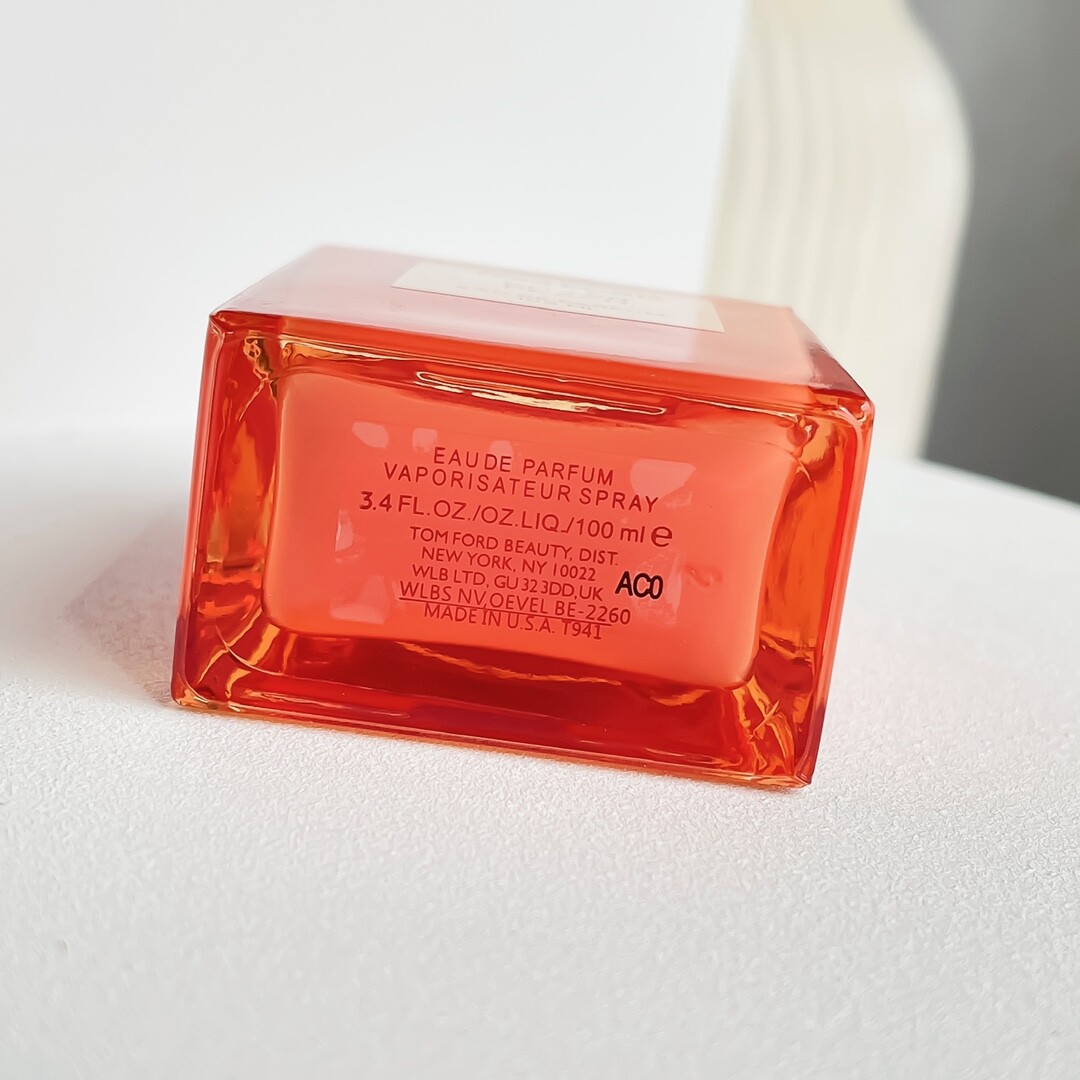 EAU DE PARFUM
VAPORISATEUR SPRAY
3.4 FL.OZ./OZ.LIQ./100 ml e
TOM FORD BEAUTY, DIST.
NEW YORK, NY 10022
WLB LTD, GU32 3DD,UK
AC0
WLBS NV,OEVEL BE-2260
MADE IN U.S.A. T941